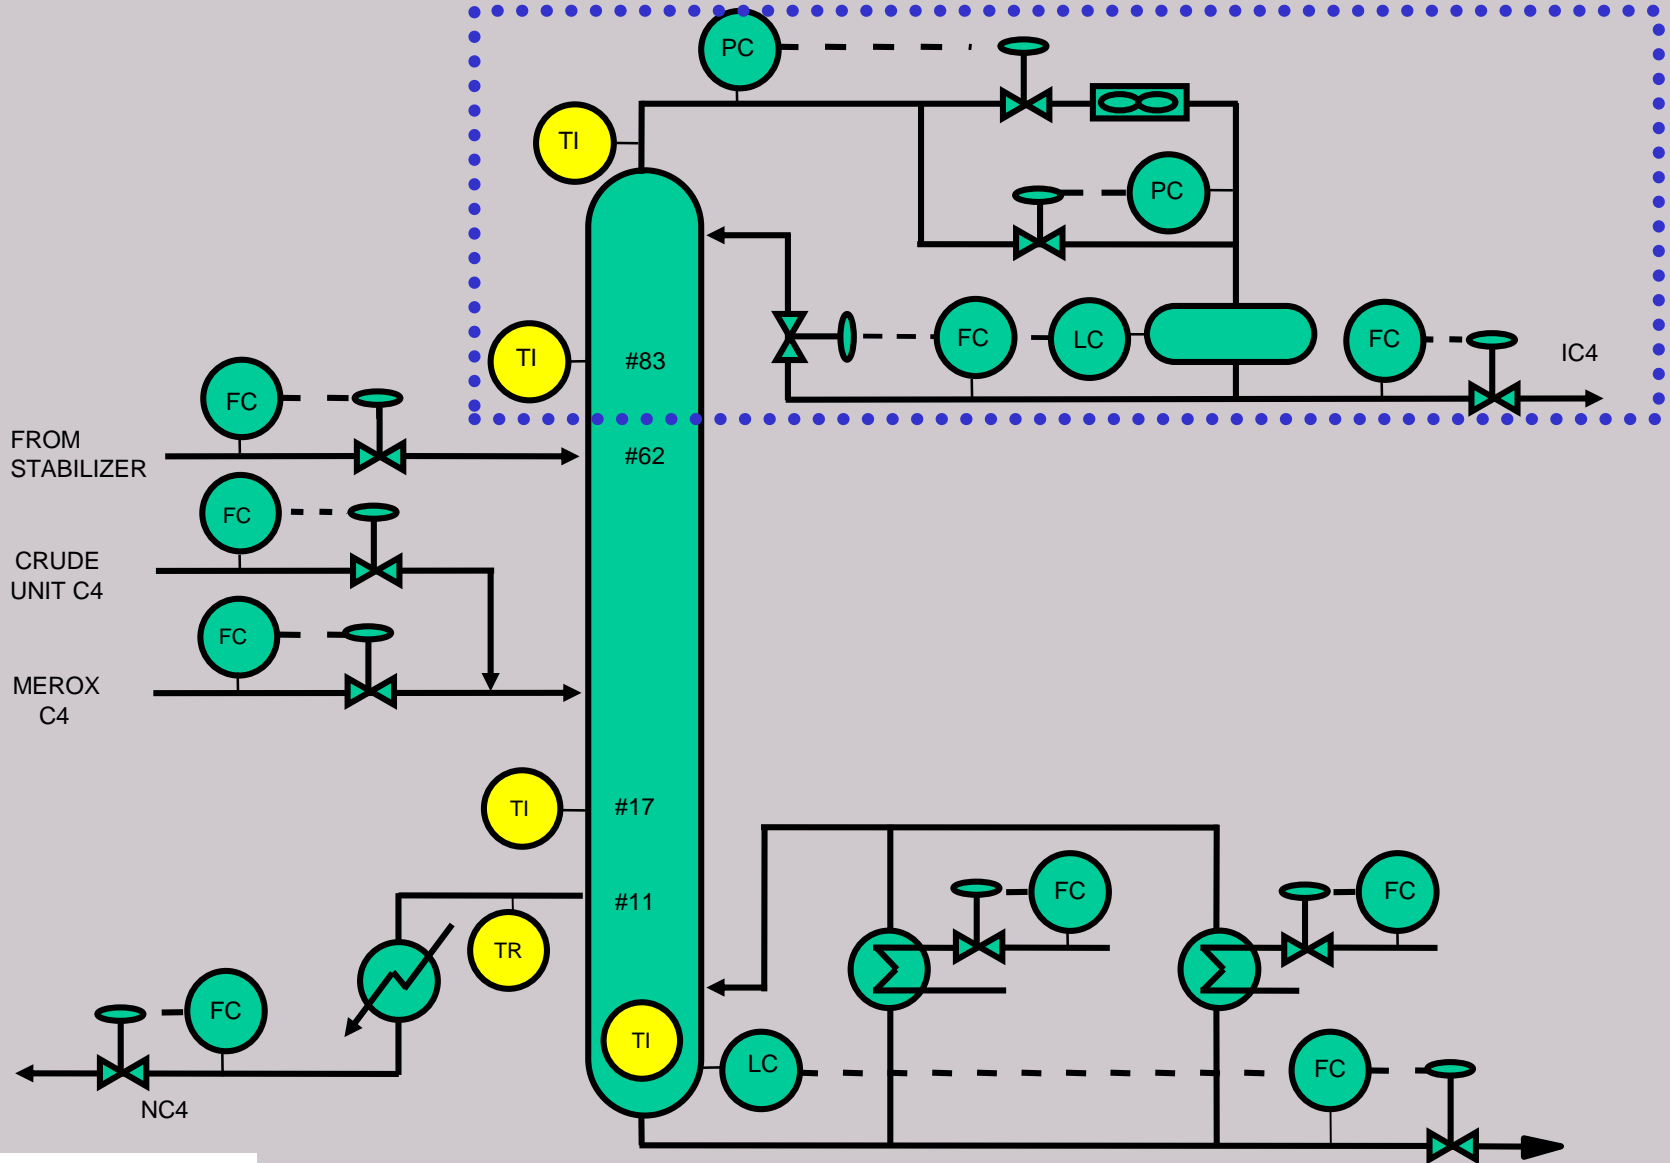 PC
TI
PC
FC
LC
FC
IC4
TI
#83
FC
FROM
STABILIZER
#62
FC
CRUDE
UNIT C4
FC
MEROX
C4
TI
#17
FC
FC
#11
TR
FC
TI
LC
FC
NC4